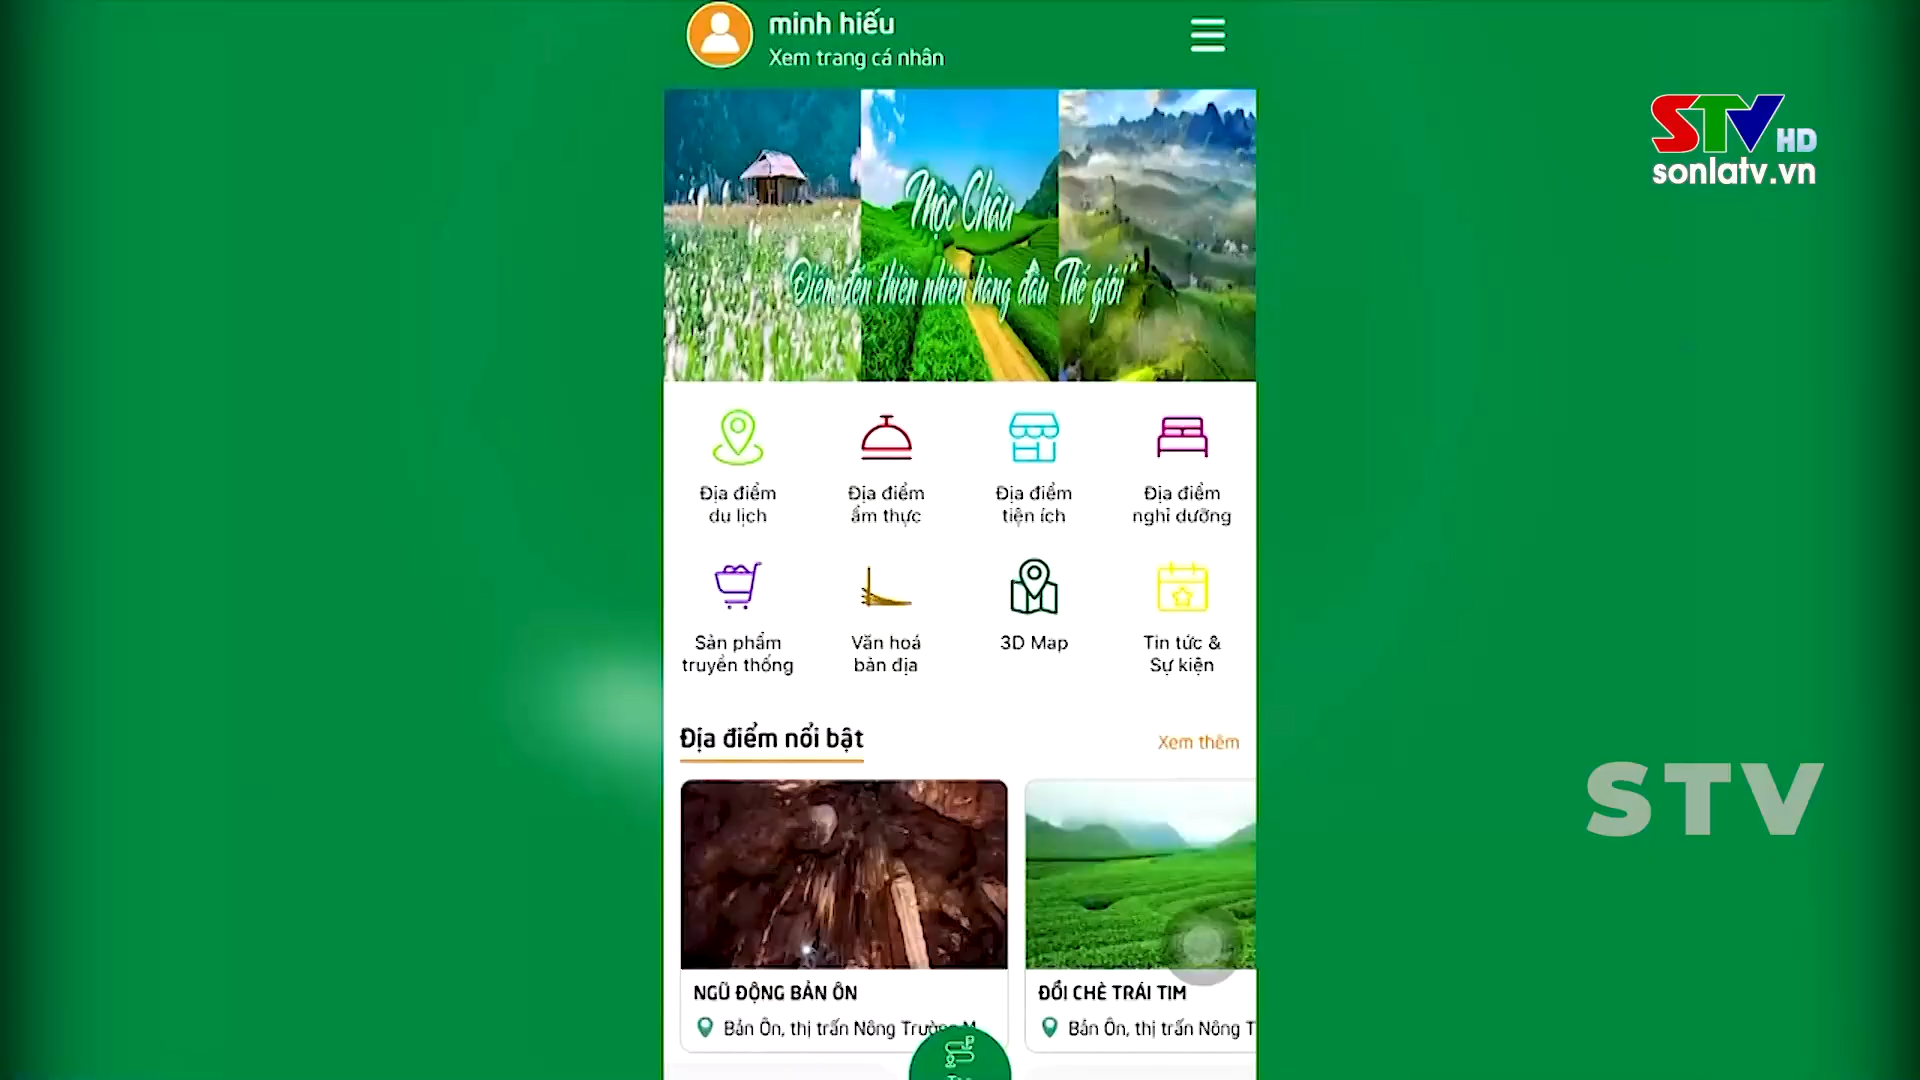 minh hiếu
Xem trang cá nhân
STV HD
sonlatv.vn
Mộc Châu
"Điểm đến thiên nhiên hàng đầu Thế giới"
Địa điểm
du lịch
Địa điểm
ẩm thực
Địa điểm
tiện ích
Địa điểm
nghỉ dưỡng
Sản phẩm
truyền thống
Văn hoá
bản địa
3D Map
Tin tức &
Sự kiện
Địa điểm nổi bật
Xem thêm
STV
NGŨ ĐỘNG BẢN ÔN
Bản Ôn, thị trấn Nông Trường M
ĐỒI CHÈ TRÁI TIM
Bản Ôn, thị trấn Nông T